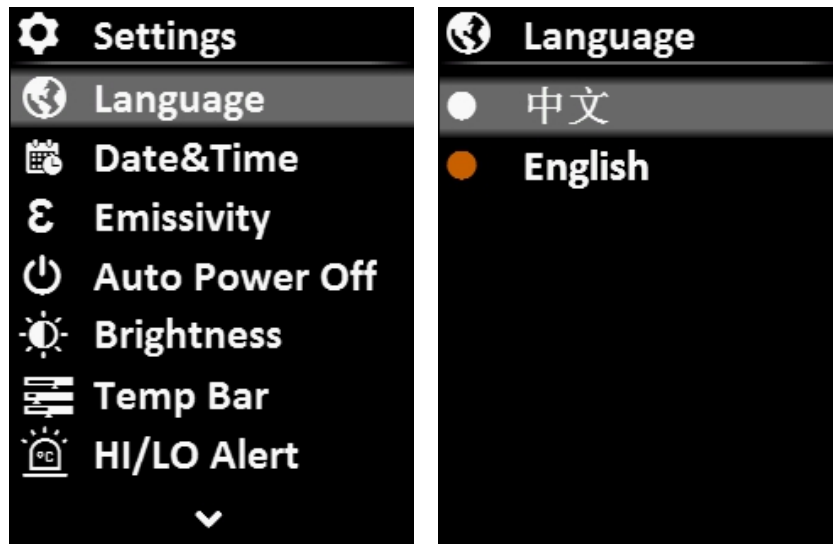 Settings
Language
Date&Time
Ɛ Emissivity
Auto Power Off
Brightness
Temp Bar
°C HI/LO Alert
Language
中文
English